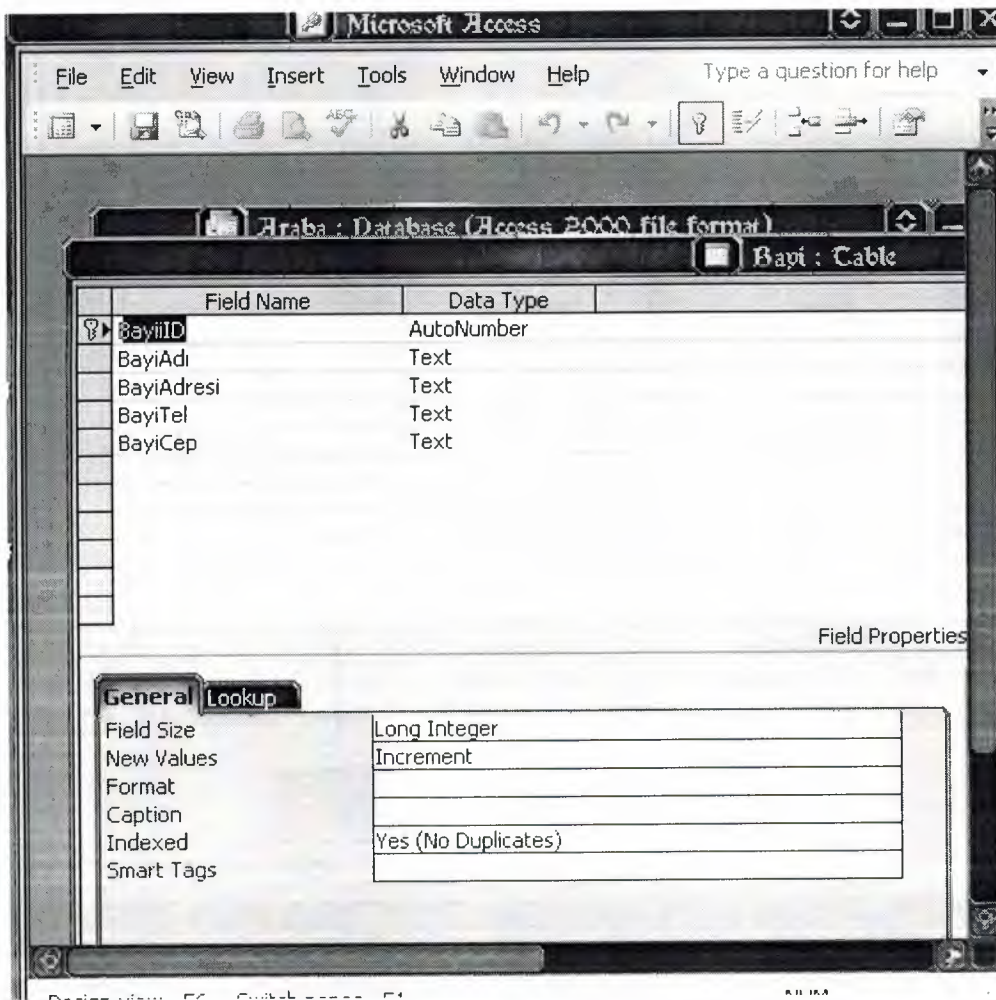 Microsoft Access
File Edit View Insert Tools Window Help Type a question for help
Araba : Database (Access 2000 file format)
Bayi : Table
Field Name Data Type
BayiiID AutoNumber
BayiAdı Text
BayiAdresi Text
BayiTel Text
BayiCep Text
Field Properties
General Lookup
Field Size Long Integer
New Values Increment
Format
Caption
Indexed Yes (No Duplicates)
Smart Tags